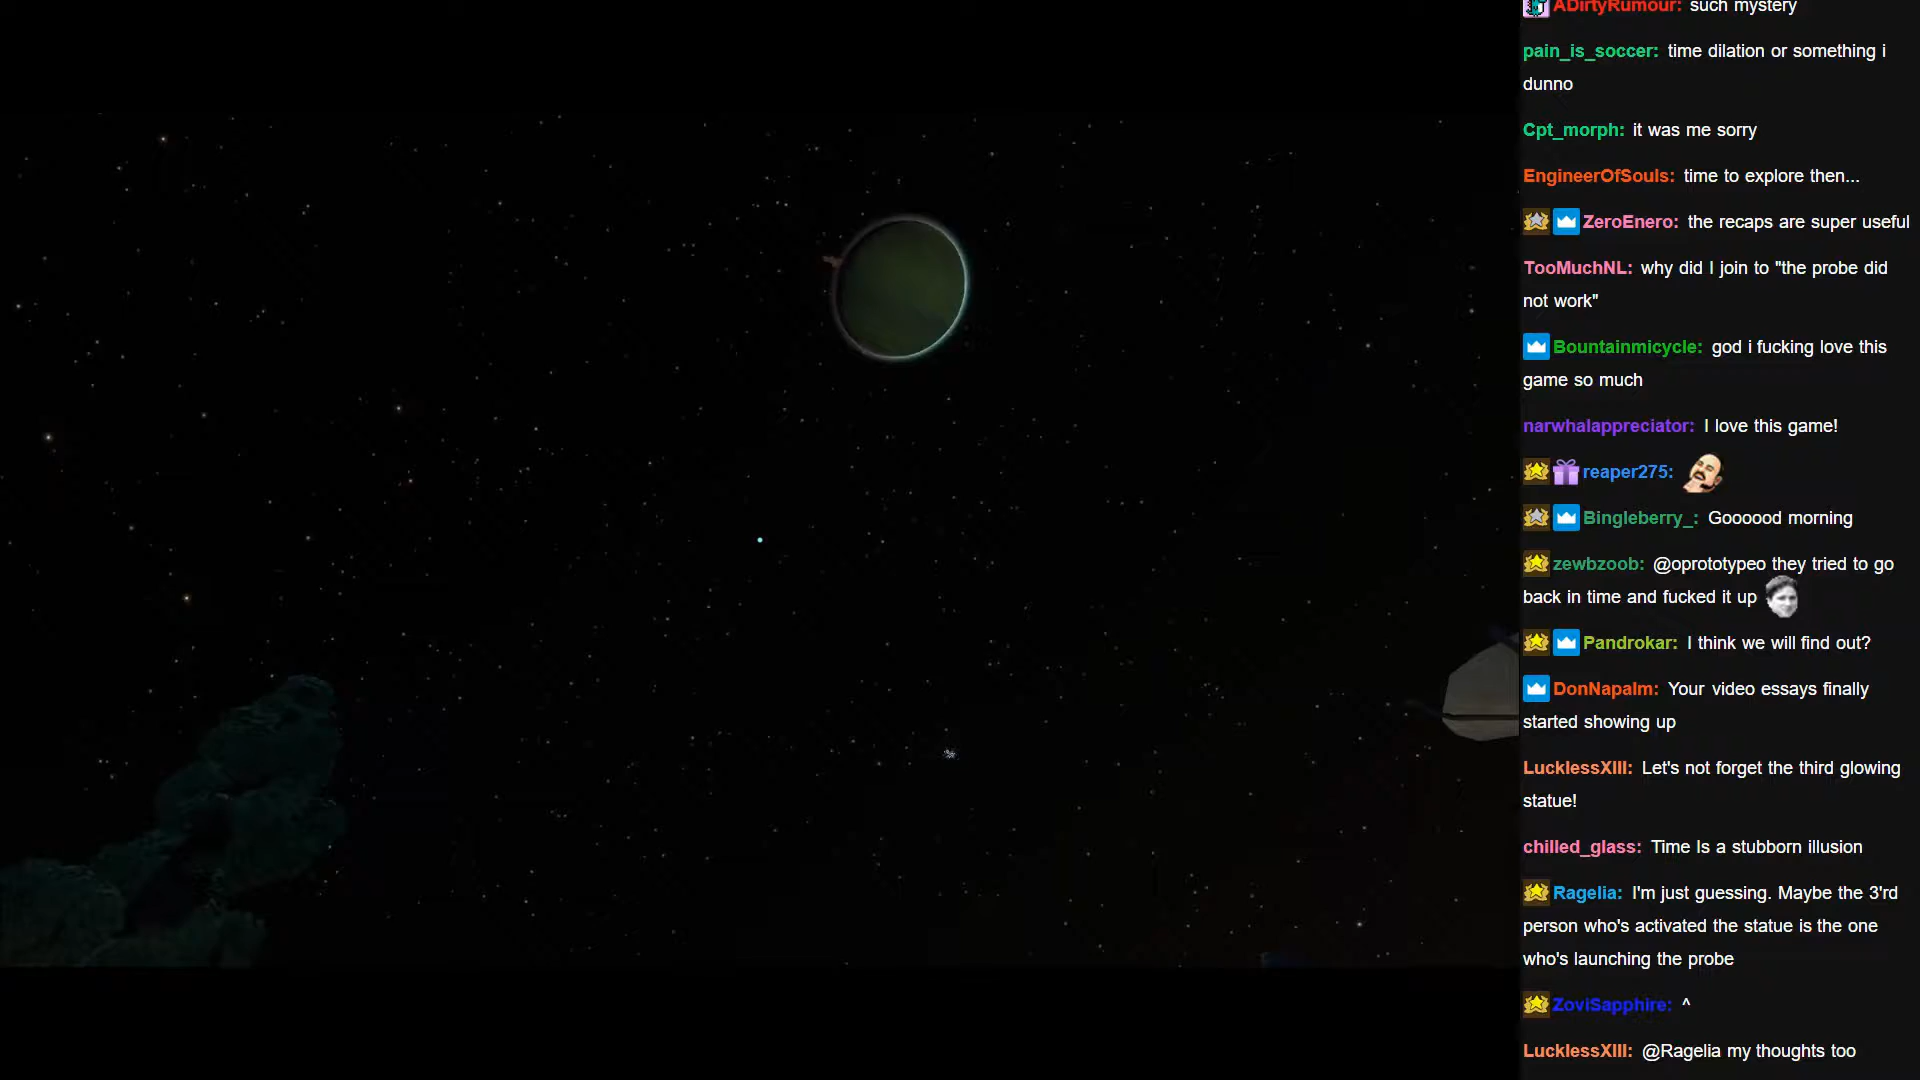 ADirtyRumour: such mystery
pain_is_soccer: time dilation or something i
dunno
Cpt_morph: it was me sorry
EngineerOfSouls: time to explore then...
ZeroEnero: the recaps are super useful
TooMuchNL: why did I join to "the probe did
not work"
Bountainmicycle: god i fucking love this
game so much
narwhalappreciator: I love this game!
reaper275:
Bingleberry_: Goooood morning
zewbzoob: @oprototypeo they tried to go
back in time and fucked it up
Pandrokar: I think we will find out?
DonNapalm: Your video essays finally
started showing up
LucklessXIII: Let's not forget the third glowing
statue!
chilled_glass: Time Is a stubborn illusion
Ragelia: I'm just guessing. Maybe the 3'rd
person who's activated the statue is the one
who's launching the probe
ZoviSapphire: ^
LucklessXIII: @Ragelia my thoughts too